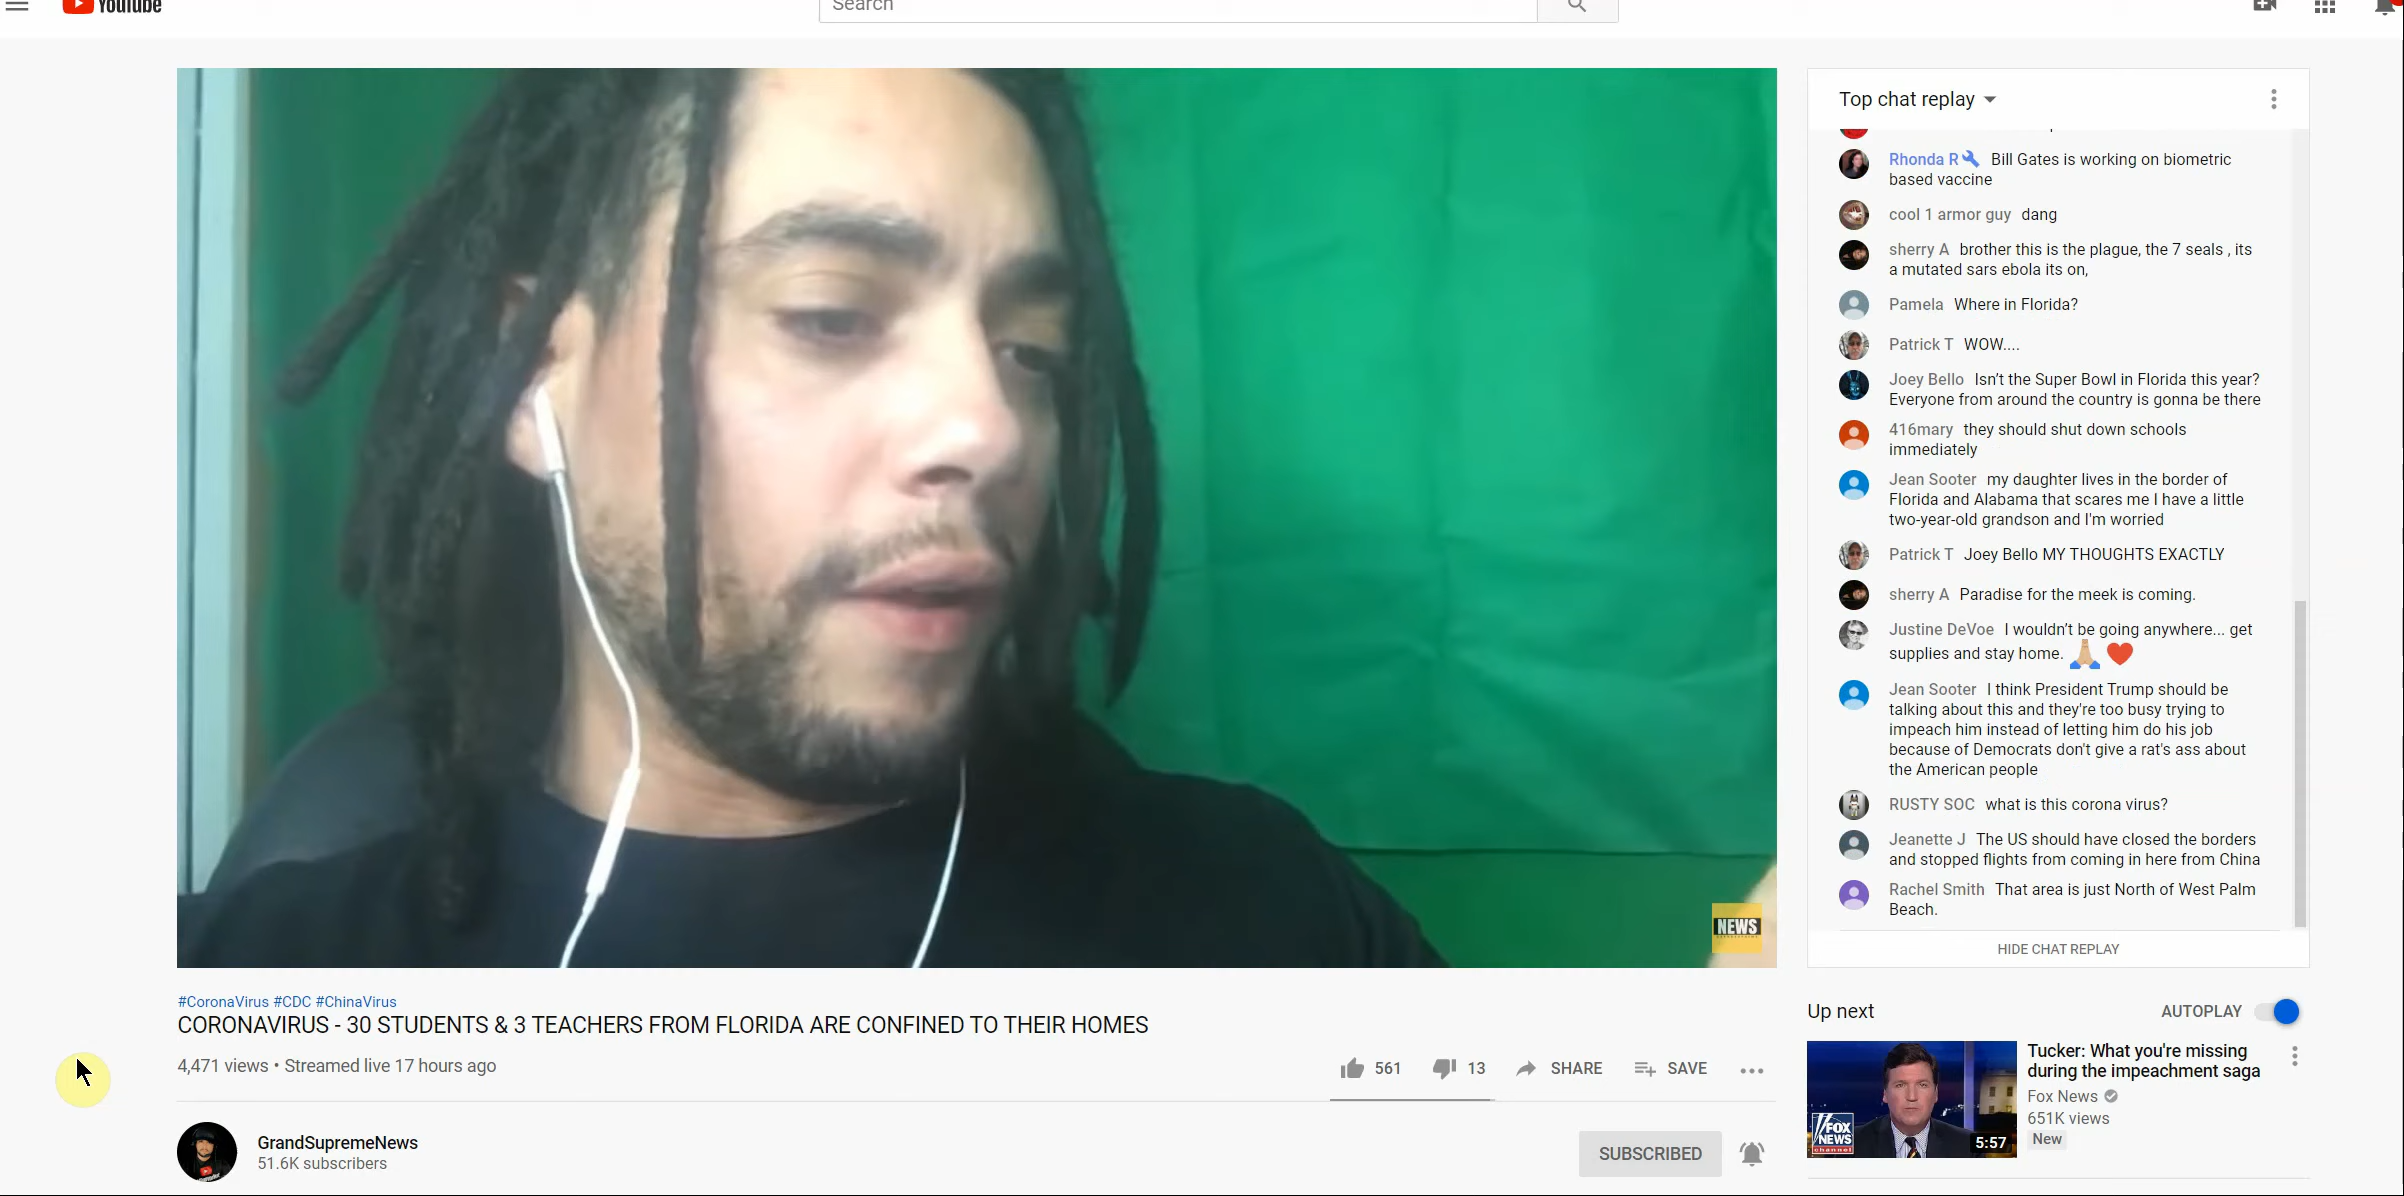 YouTube
Search
Top chat replay
Rhonda R Bill Gates is working on biometric
based vaccine
cool 1 armor guy dang
sherry A brother this is the plague, the 7 seals , its
a mutated sars ebola its on,
Pamela Where in Florida?
Patrick T WOW....
Joey Bello Isn't the Super Bowl in Florida this year?
Everyone from around the country is gonna be there
416mary they should shut down schools
immediately
Jean Sooter my daughter lives in the border of
Florida and Alabama that scares me I have a little
two-year-old grandson and I'm worried
Patrick T Joey Bello MY THOUGHTS EXACTLY
sherry A Paradise for the meek is coming.
Justine DeVoe I wouldn't be going anywhere... get
supplies and stay home.
Jean Sooter I think President Trump should be
talking about this and they're too busy trying to
impeach him instead of letting him do his job
because of Democrats don't give a rat's ass about
the American people
RUSTY SOC what is this corona virus?
Jeanette J The US should have closed the borders
and stopped flights from coming in here from China
Rachel Smith That area is just North of West Palm
Beach.
HIDE CHAT REPLAY
NEWS
#CoronaVirus #CDC #ChinaVirus
CORONAVIRUS - 30 STUDENTS & 3 TEACHERS FROM FLORIDA ARE CONFINED TO THEIR HOMES
4,471 views • Streamed live 17 hours ago
561 13 SHARE SAVE
GrandSupremeNews
51.6K subscribers
SUBSCRIBED
Up next AUTOPLAY
Tucker: What you're missing
during the impeachment saga
Fox News
651K views
New
FOX
NEWS
channel
5:57